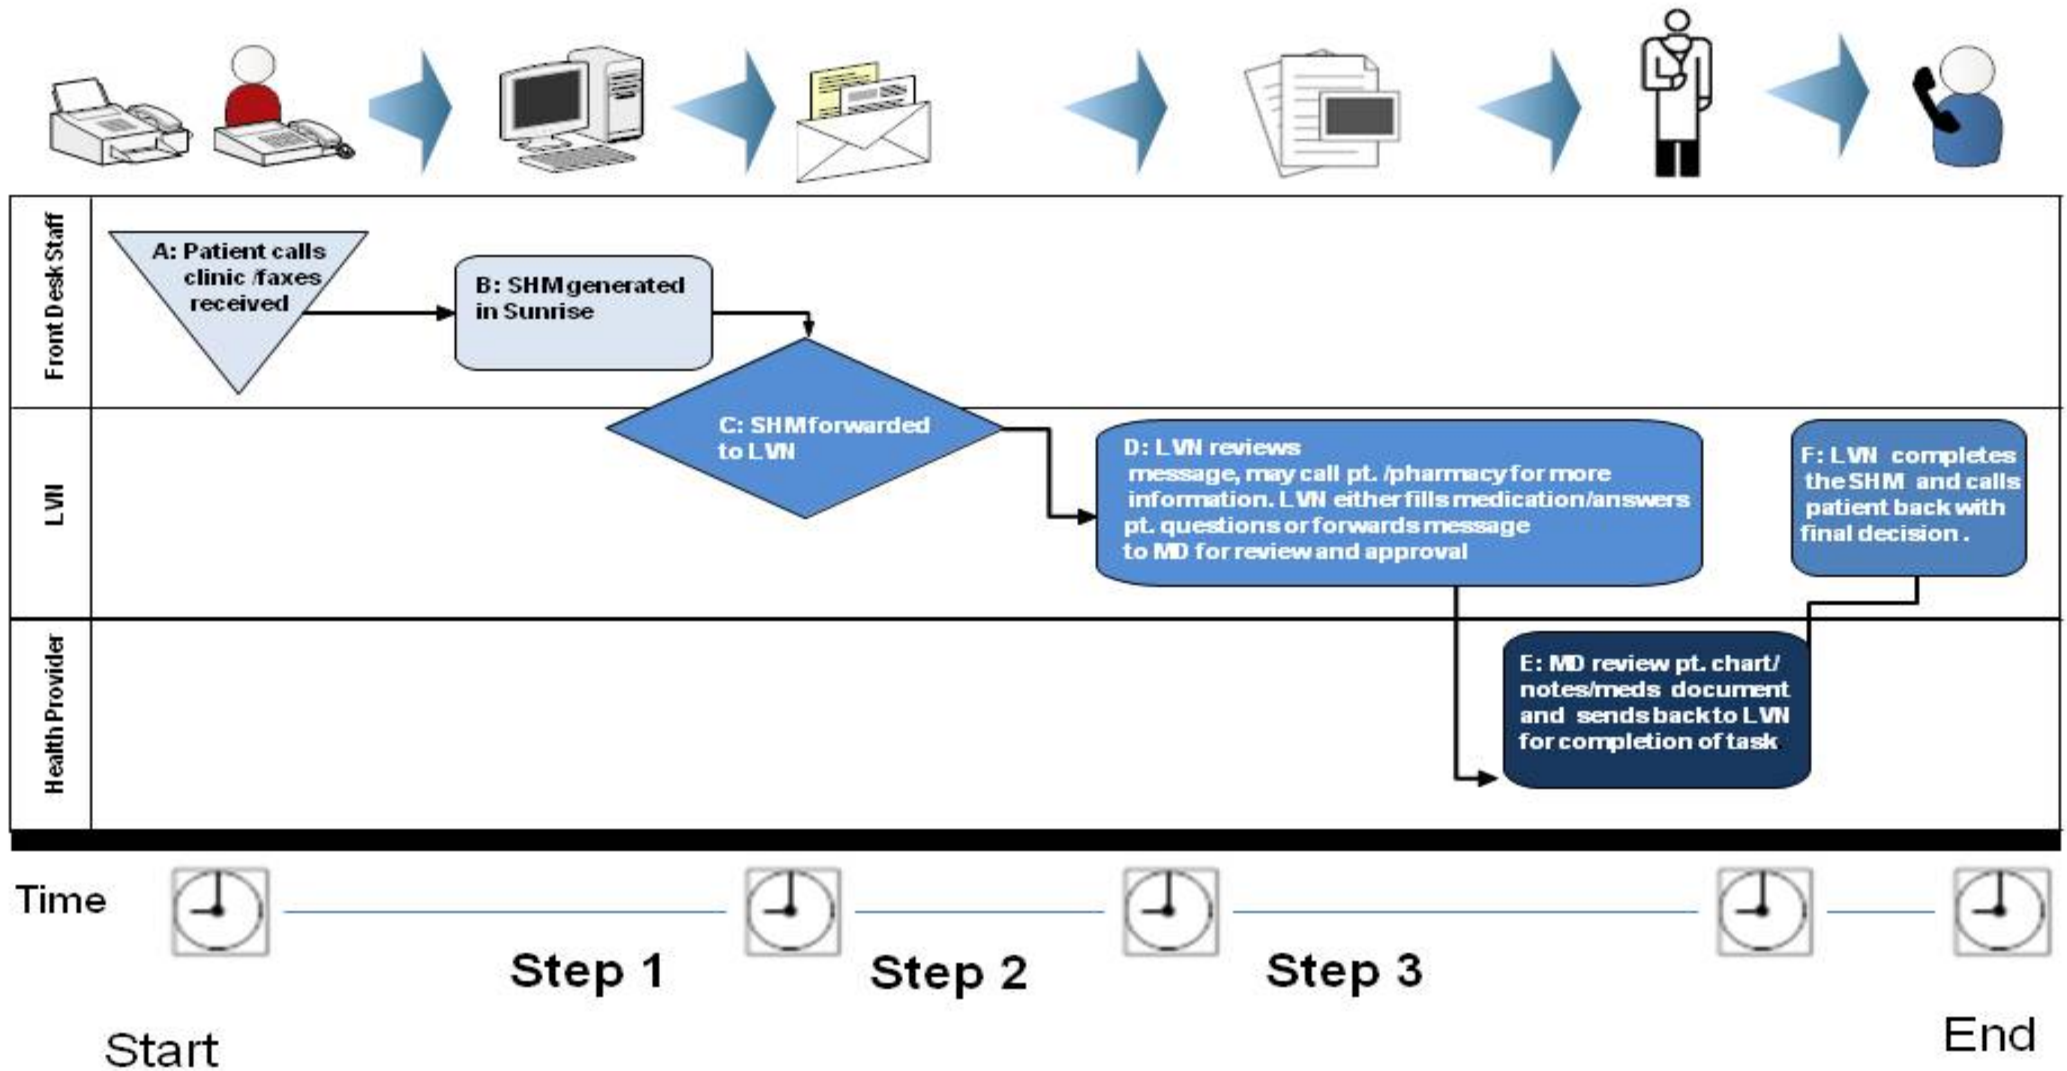 Front Desk Staff
A: Patient calls
clinic /faxes
received
B: SHM generated
in Sunrise
LVN
C: SHM forwarded
to LVN
D: LVN reviews
message, may call pt. /pharmacy for more
information. LVN either fills medication/answers
pt. questions or forwards message
to MD for review and approval
F: LVN completes
the SHM and calls
patient back with
final decision .
Health Provider
E: MD review pt. chart/
notes/meds document
and sends back to LVN
for completion of task.
Time
Step 1
Step 2
Step 3
Start
End